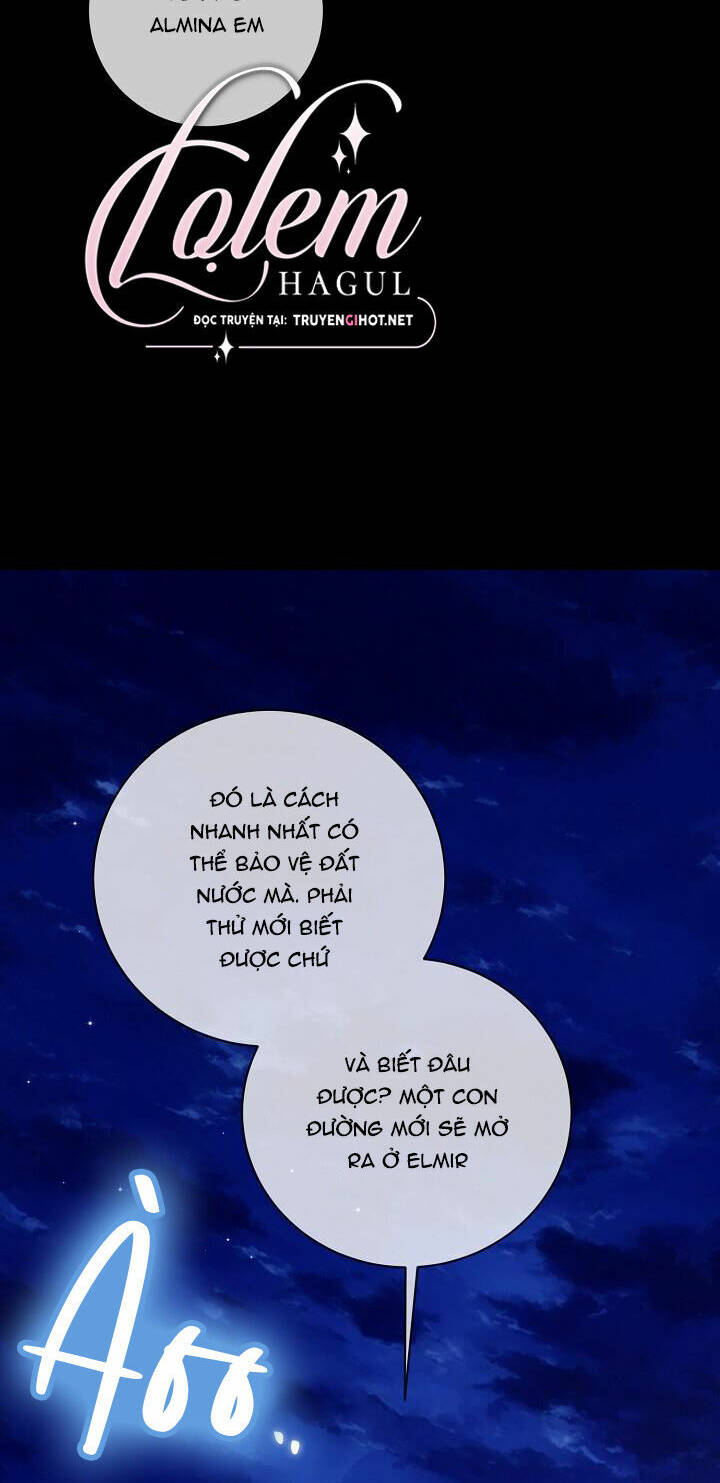 ALMINA EM
Lọlem
HAGUL
ĐỌC TRUYỆN TẠI: TRUYENGIHOT.NET
ĐÓ LÀ CÁCH
NHANH NHẤT CÓ
THỂ BẢO VỆ ĐẤT
NƯỚC MÀ. PHẢI
THỬ MỚI BIẾT
ĐƯỢC CHỨ
VÀ BIẾT ĐÂU
ĐƯỢC? MỘT CON
ĐƯỜNG MỚI SẼ MỞ
RA Ở ELMIR
Àoo..